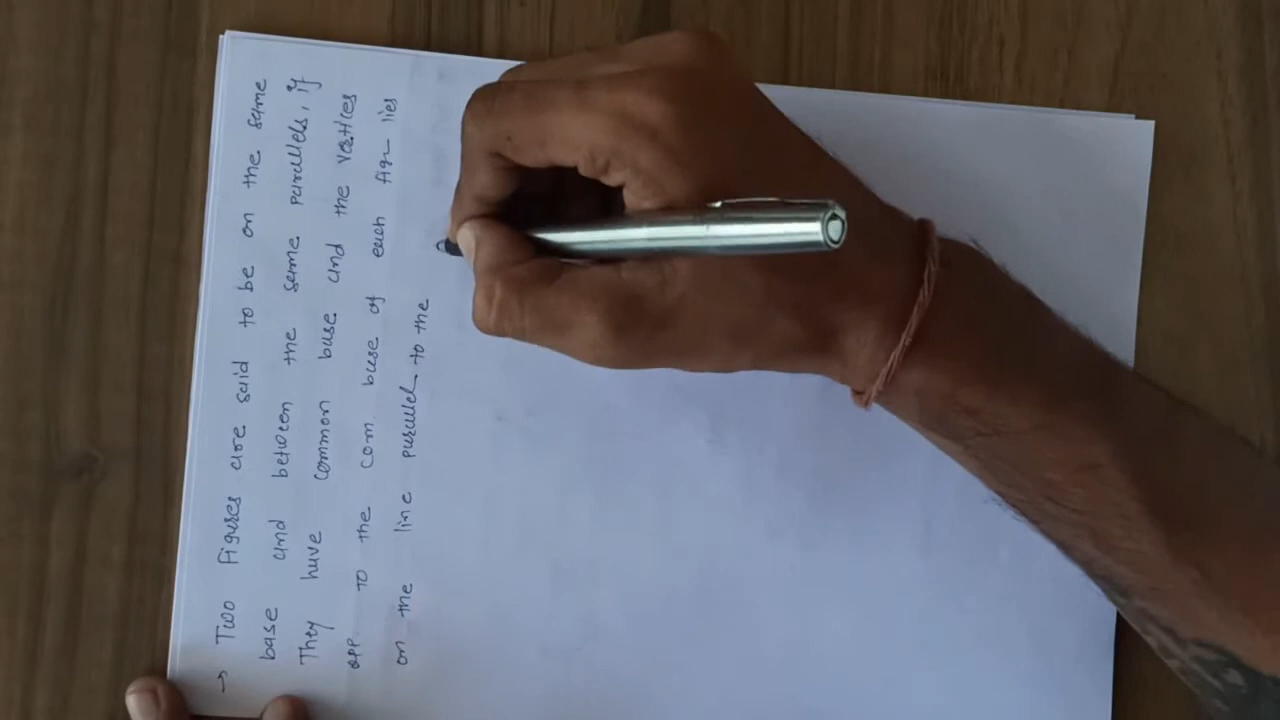 → Two figures are said to be on the same
base and between the same parallels, if
They have common base and the vertices
opp. to the com. base of each fig. lies
on the line parallel to the